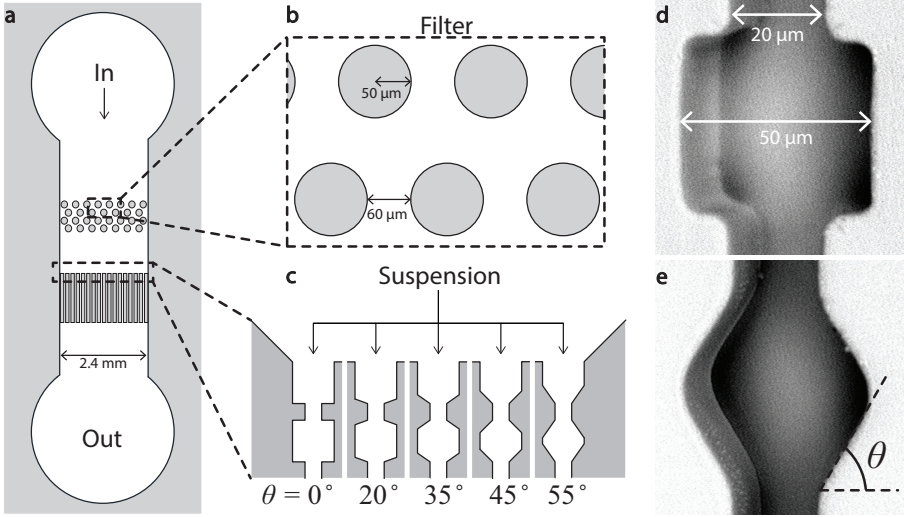 a
In
2.4 mm
Out
b
Filter
50 µm
60 µm
c
Suspension
θ = 0° 20° 35° 45° 55°
d
20 µm
50 µm
e
θ